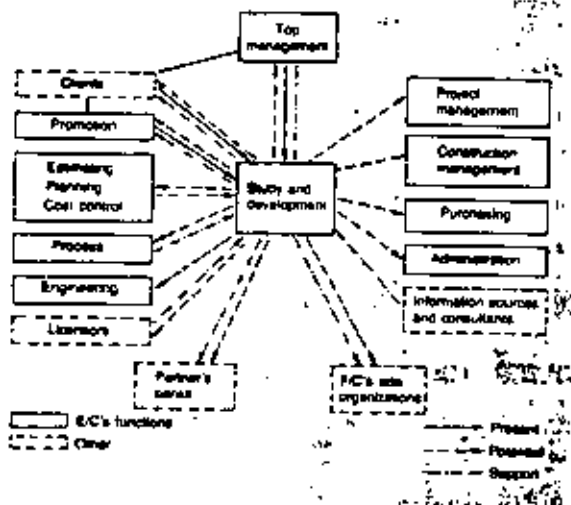 Top
management
Clients
Promotion
Estimating
Planning
Cost control
Process
Engineering
Licensors
Study and
development
Project
management
Construction
management
Purchasing
Administration
Information sources
and consultants
Partner's
organizations
E/C's functions
Other
Present
Potential
Support